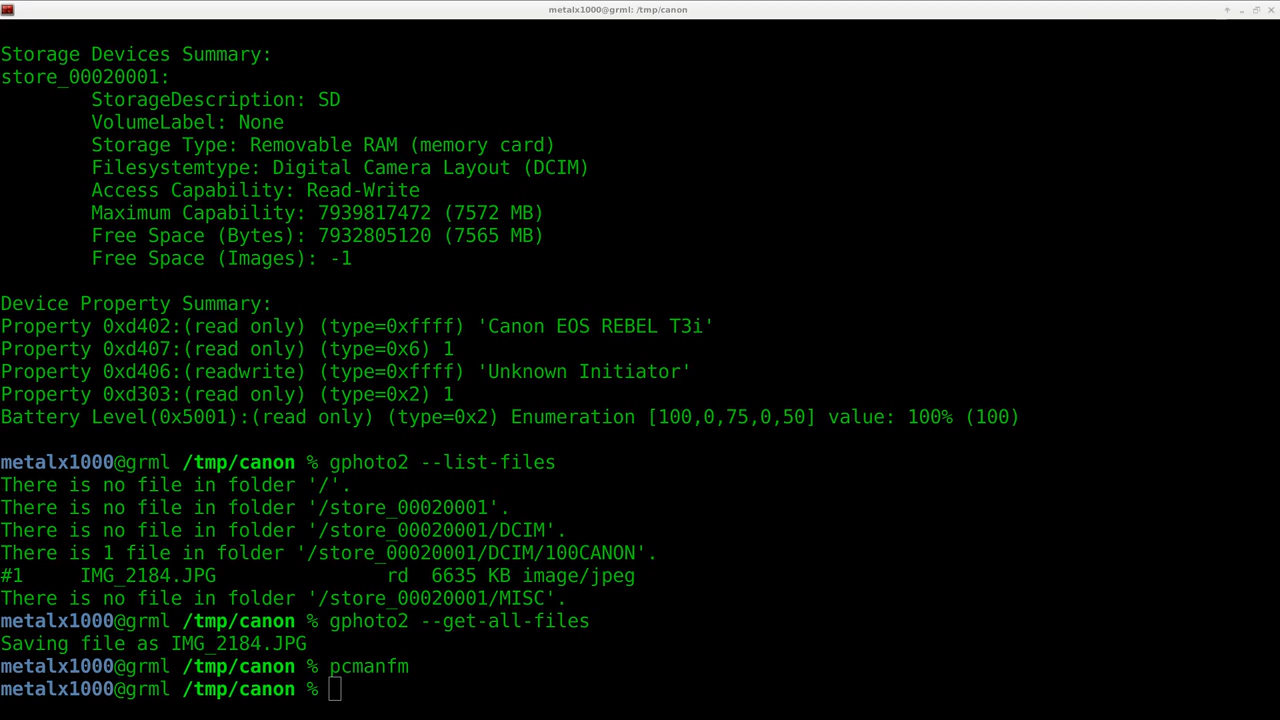 metalx1000@grml: /tmp/canon
Storage Devices Summary:
store_00020001:
StorageDescription: SD
VolumeLabel: None
Storage Type: Removable RAM (memory card)
Filesystemtype: Digital Camera Layout (DCIM)
Access Capability: Read-Write
Maximum Capability: 7939817472 (7572 MB)
Free Space (Bytes): 7932805120 (7565 MB)
Free Space (Images): -1
Device Property Summary:
Property 0xd402:(read only) (type=0xffff) 'Canon EOS REBEL T3i'
Property 0xd407:(read only) (type=0x6) 1
Property 0xd406:(readwrite) (type=0xffff) 'Unknown Initiator'
Property 0xd303:(read only) (type=0x2) 1
Battery Level(0x5001):(read only) (type=0x2) Enumeration [100,0,75,0,50] value: 100% (100)
metalx1000@grml /tmp/canon % gphoto2 --list-files
There is no file in folder '/'.
There is no file in folder '/store_00020001'.
There is no file in folder '/store_00020001/DCIM'.
There is 1 file in folder '/store_00020001/DCIM/100CANON'.
#1 IMG_2184.JPG rd 6635 KB image/jpeg
There is no file in folder '/store_00020001/MISC'.
metalx1000@grml /tmp/canon % gphoto2 --get-all-files
Saving file as IMG_2184.JPG
metalx1000@grml /tmp/canon % pcmanfm
metalx1000@grml /tmp/canon %